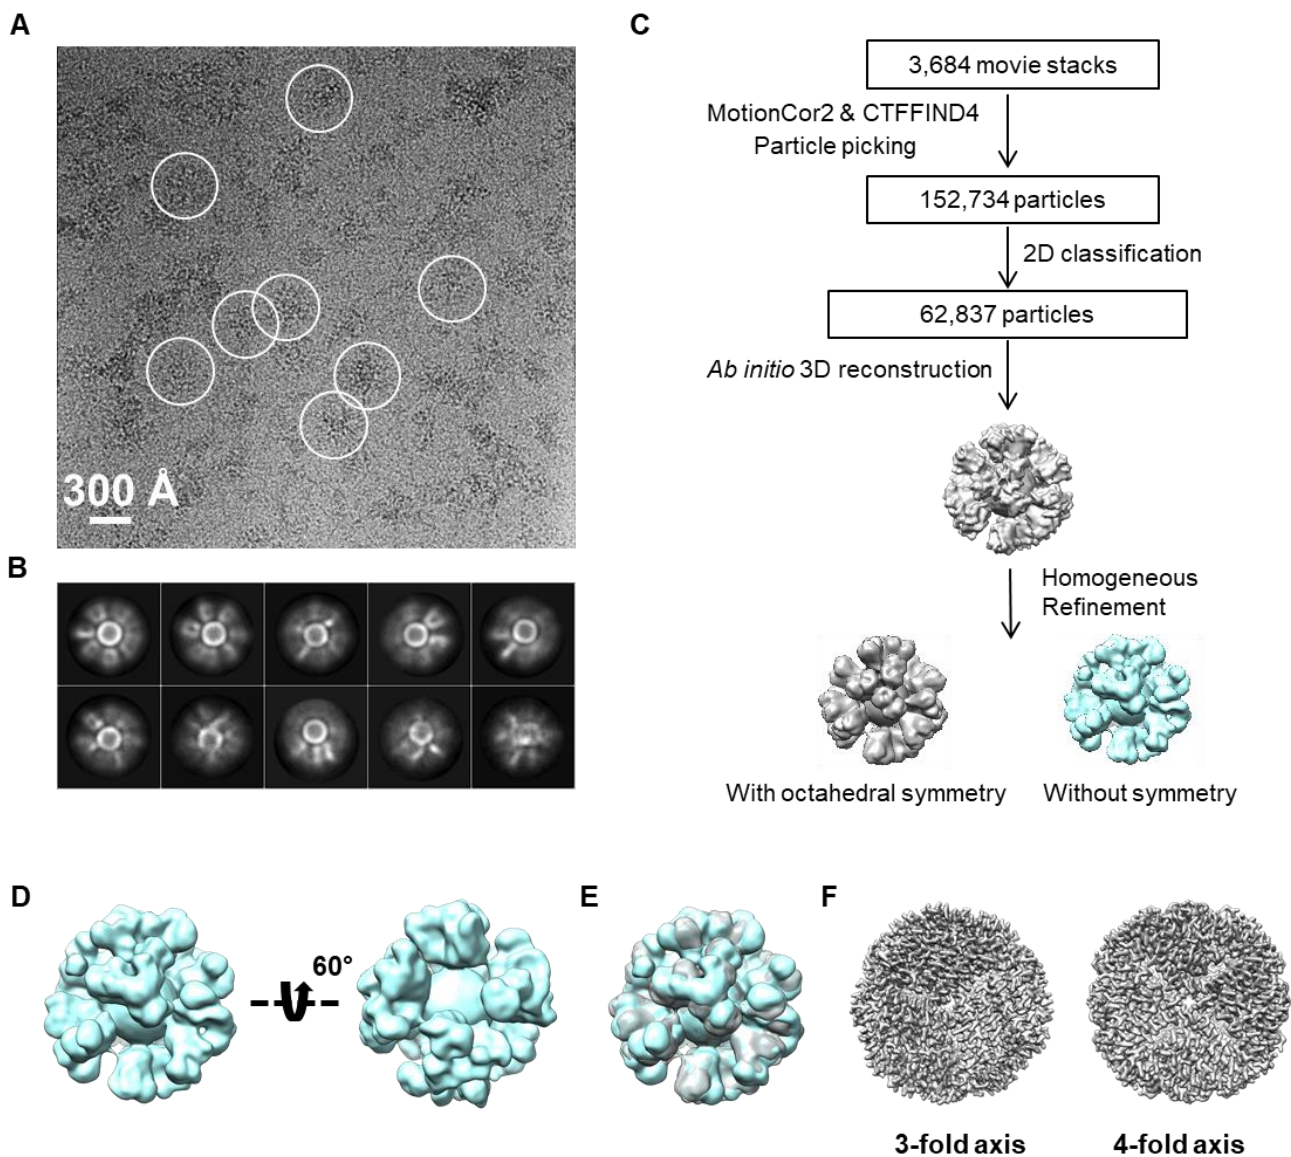 A
300 Å
B
C
3,684 movie stacks
MotionCor2 & CTFFIND4
Particle picking
152,734 particles
2D classification
62,837 particles
Ab initio 3D reconstruction
Homogeneous
Refinement
With octahedral symmetry
Without symmetry
D
60°
E
F
3-fold axis
4-fold axis